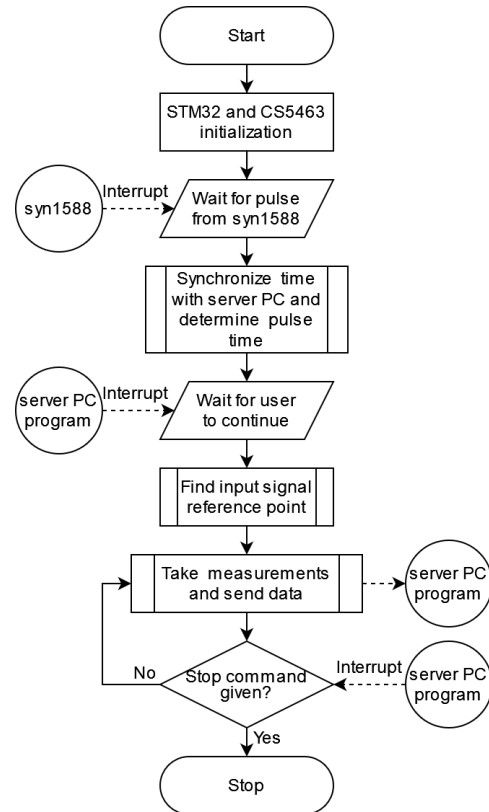 Start
STM32 and CS5463
initialization
Interrupt
syn1588
Wait for pulse
from syn1588
Synchronize time
with server PC and
determine pulse
time
Interrupt
server PC
program
Wait for user
to continue
Find input signal
reference point
Take measurements
and send data
server PC
program
No
Stop command
given?
Interrupt
server PC
program
Yes
Stop